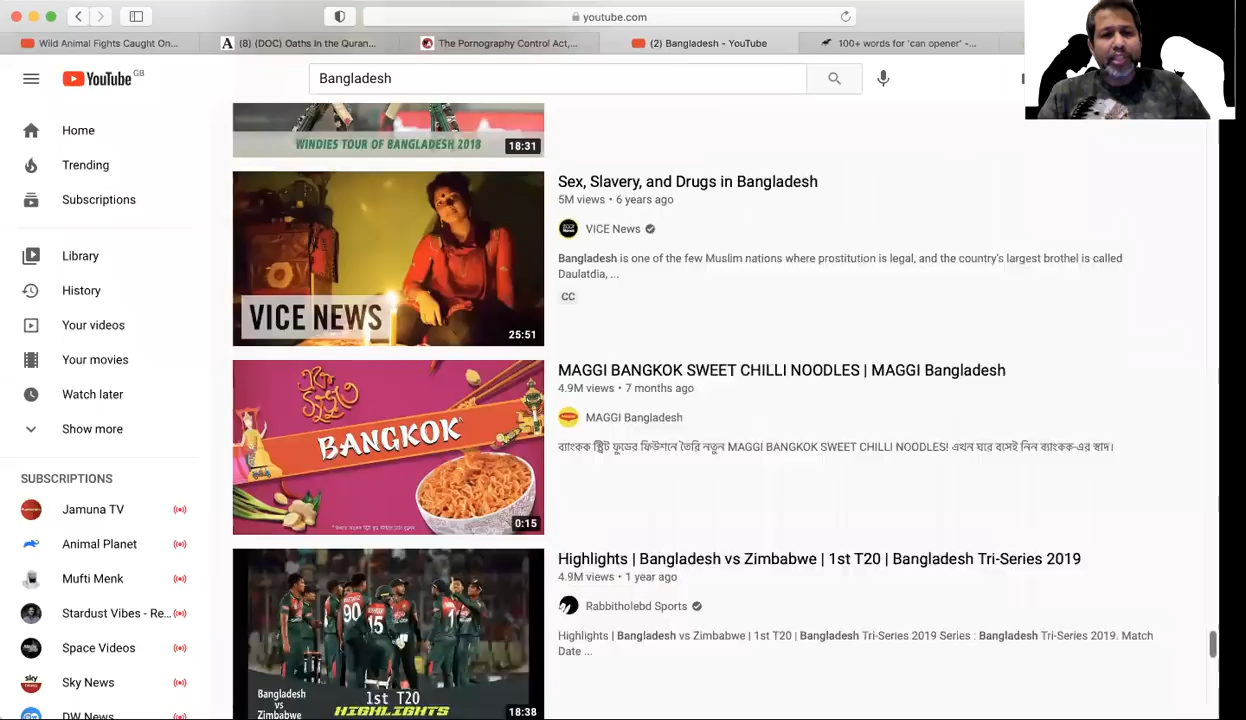 youtube.com
Wild Animal Fights Caught On...
A (8) (DOC) Oaths In the Quran...
The Pornography Control Act,...
(2) Bangladesh - YouTube
100+ words for 'can opener' -...
YouTube GB
Bangladesh
Home
Trending
Subscriptions
Library
History
Your videos
Your movies
Watch later
Show more
SUBSCRIPTIONS
Jamuna TV
Animal Planet
Mufti Menk
Stardust Vibes - Re...
Space Videos
Sky News
DW News
WINDIES TOUR OF BANGLADESH 2018
18:31
VICE NEWS
25:51
Sex, Slavery, and Drugs in Bangladesh
5M views • 6 years ago
VICE News
Bangladesh is one of the few Muslim nations where prostitution is legal, and the country's largest brothel is called
Daulatdia, ...
CC
BANGKOK
0:15
MAGGI BANGKOK SWEET CHILLI NOODLES | MAGGI Bangladesh
4.9M views • 7 months ago
MAGGI Bangladesh
ব্যাংকক স্ট্রিট ফুডের ফিউশনে তৈরি নতুন MAGGI BANGKOK SWEET CHILLI NOODLES! এখন ঘরে বসেই নিন ব্যাংকক-এর স্বাদ।
90
15
1
Bangladesh
vs
Zimbabwe
1st T20
HIGHLIGHTS
18:38
Highlights | Bangladesh vs Zimbabwe | 1st T20 | Bangladesh Tri-Series 2019
4.9M views • 1 year ago
Rabbitholebd Sports
Highlights | Bangladesh vs Zimbabwe | 1st T20 | Bangladesh Tri-Series 2019 Series : Bangladesh Tri-Series 2019. Match
Date ...